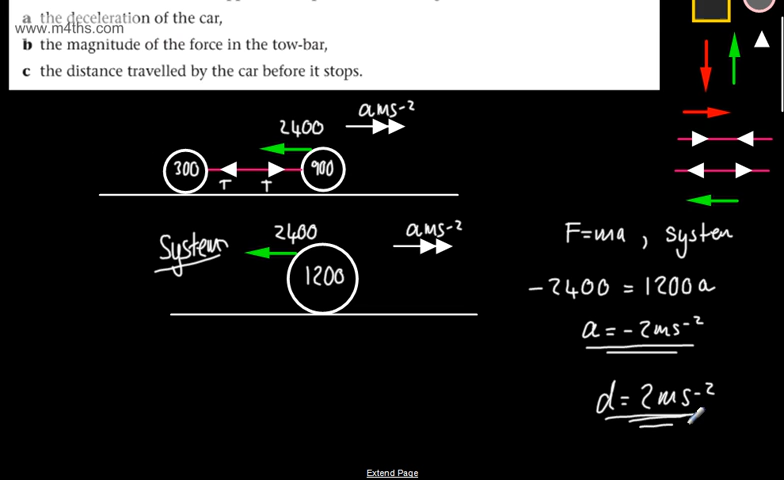 a the deceleration of the car,
www.m4ths.com
b the magnitude of the force in the tow-bar,
c the distance travelled by the car before it stops.
ams-2
2400
300
900
T T
System
2400
ams-2
1200
F=ma, system
-2400 = 1200a
a = -2ms-2
d = 2ms-2
Extend Page